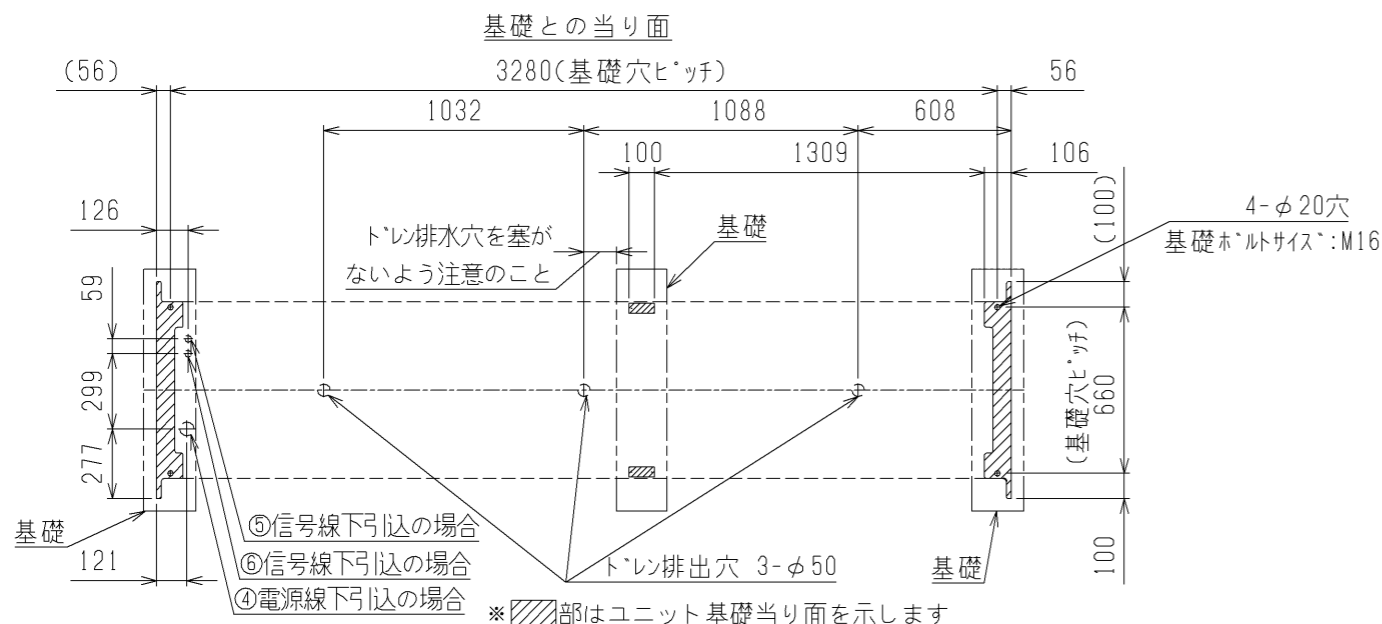 基礎との当り面
(56)
3280(基礎穴ピッチ)
56
1032
1088
608
100
1309
106
(100)
126
ドレン排水穴を塞が
ないよう注意のこと
基礎
4-φ20穴
基礎ボルトサイズ:M16
59
299
277
(基礎穴ピッチ)
660
100
基礎
⑤信号線下引込の場合
⑥信号線下引込の場合
④電源線下引込の場合
121
ドレン排出穴 3-φ50
基礎
※部はユニット基礎当り面を示します